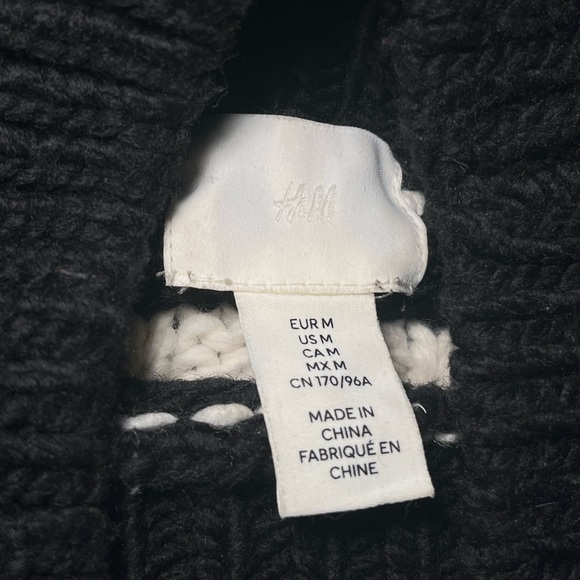 H&M
EUR M
US M
CA M
MX M
CN 170/96A
MADE IN
CHINA
FABRIQUÉ EN
CHINE